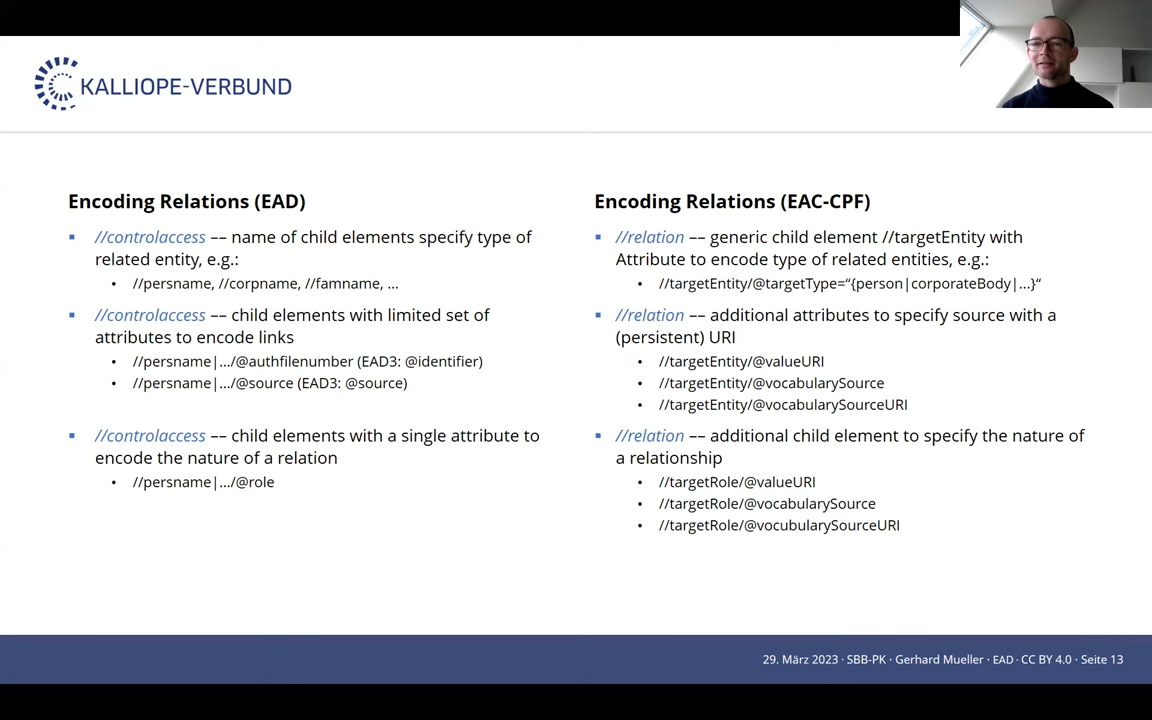 KALLIOPE-VERBUND
Encoding Relations (EAD)
//controlaccess –– name of child elements specify type of
related entity, e.g.:
//persname, //corpname, //famname, ...
//controlaccess –– child elements with limited set of
attributes to encode links
//persname|.../@authfilenumber (EAD3: @identifier)
//persname|.../@source (EAD3: @source)
//controlaccess –– child elements with a single attribute to
encode the nature of a relation
//persname|.../@role
Encoding Relations (EAC-CPF)
//relation –– generic child element //targetEntity with
Attribute to encode type of related entities, e.g.:
//targetEntity/@targetType=“{person|corporateBody|...}“
//relation –– additional attributes to specify source with a
(persistent) URI
//targetEntity/@valueURI
//targetEntity/@vocabularySource
//targetEntity/@vocabularySourceURI
//relation –– additional child element to specify the nature of
a relationship
//targetRole/@valueURI
//targetRole/@vocabularySource
//targetRole/@vocubularySourceURI
29. März 2023 · SBB-PK · Gerhard Mueller · EAD · CC BY 4.0 · Seite 13